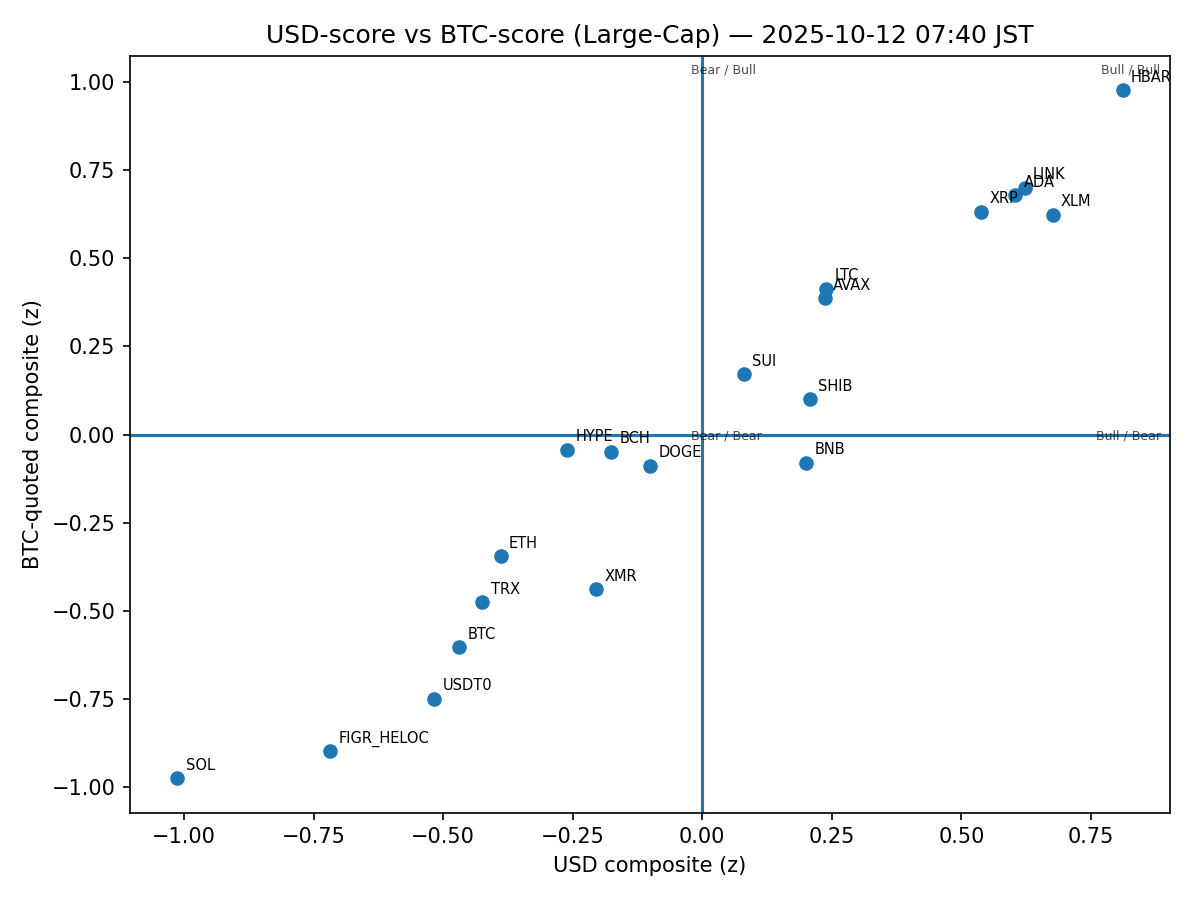 USD-score vs BTC-score (Large-Cap) — 2025-10-12 07:40 JST
Bear / Bull
Bull / Bull
HBAR
LINK
ADA
XRP
XLM
LTC
AVAX
SUI
SHIB
HYPE
BCH
Bear / Bear
Bull / Bear
DOGE
BNB
ETH
XMR
TRX
BTC
USDT0
FIGR_HELOC
SOL
1.00
0.75
0.50
0.25
0.00
−0.25
−0.50
−0.75
−1.00
BTC-quoted composite (z)
−1.00 −0.75 −0.50 −0.25 0.00 0.25 0.50 0.75
USD composite (z)